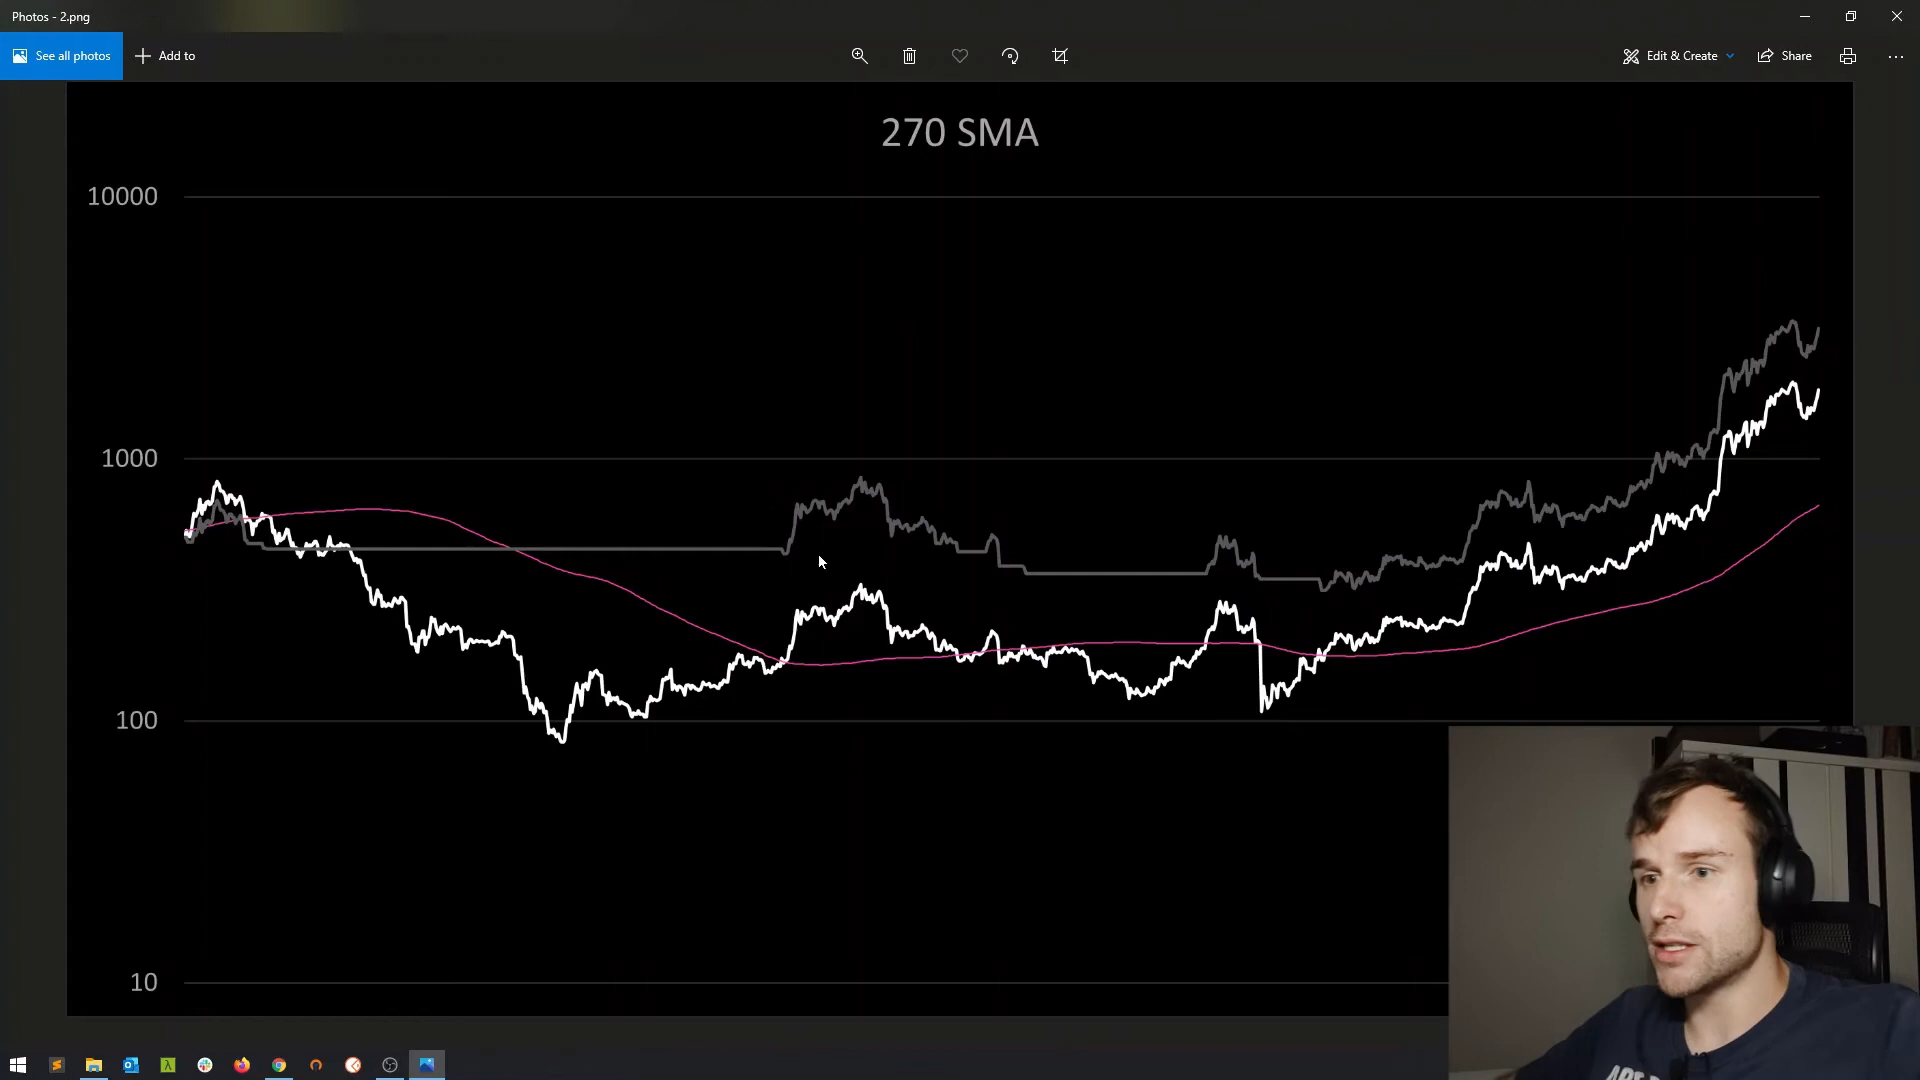 Photos - 2.png
See all photos
Add to
Edit & Create
Share
270 SMA
10000
1000
100
10